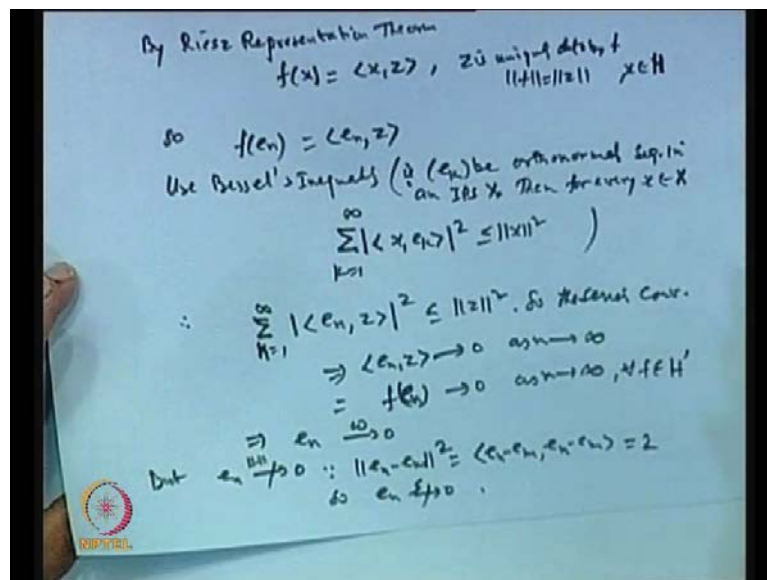 By Riesz Representation Theorem
f(x) = <x, z>, z is unique dets by f
||f|| = ||z|| x ∈ H
so f(en) = <en, z>
Use Bessel's Inequality ( (ek) be orthonormal seq. in
an IPS X. Then for every x ∈ X
∞
Σ |<x, ek>|² ≤ ||x||² )
k=1
∴ ∞ Σ n=1 |<en, z>|² ≤ ||z||². So the series Conv.
⇒ <en, z> → 0 as n → ∞
= f(en) → 0 as n → ∞, ∀ f ∈ H'
⇒ en →ω 0
But en ↛ 0 ∵ ||en - em||² = <en - em, en - em> = 2
so en ↛ 0.
NPTEL